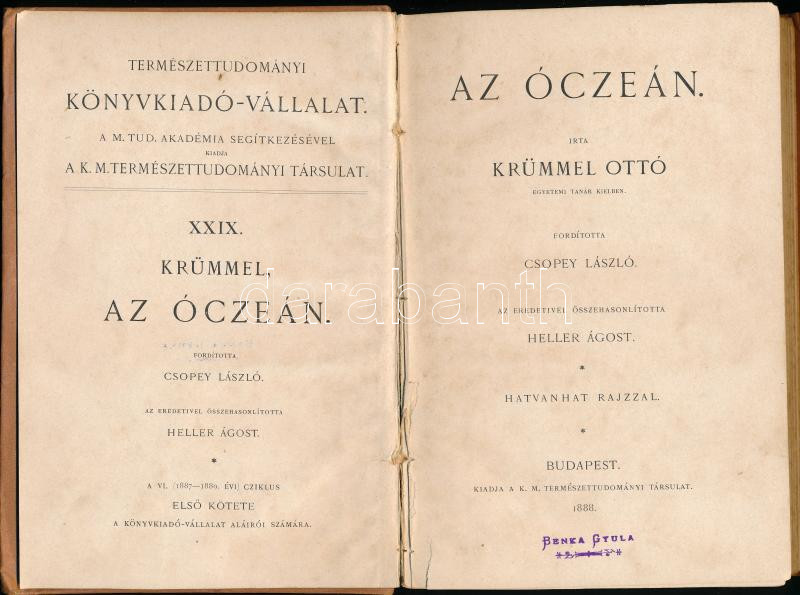 TERMÉSZETTUDOMÁNYI
KÖNYVKIADÓ-VÁLLALAT.
A M. TUD. AKADÉMIA SEGÍTKEZÉSÉVEL
KIADJA
A K. M. TERMÉSZETTUDOMÁNYI TÁRSULAT.
XXIX.
KRÜMMEL,
AZ ÓCZEÁN.
FORDÍTOTTA
CSOPEY LÁSZLÓ.
AZ EREDETIVEL ÖSSZEHASONLÍTOTTA
HELLER ÁGOST.
*
A VI. (1887—1889. ÉVI) CZIKLUS
ELSŐ KÖTETE
A KÖNYVKIADÓ-VÁLLALAT ALÁIRÓI SZÁMÁRA.
AZ ÓCZEÁN.
IRTA
KRÜMMEL OTTÓ
EGYETEMI TANÁR KIELBEN.
FORDÍTOTTA
CSOPEY LÁSZLÓ.
AZ EREDETIVEL ÖSSZEHASONLÍTOTTA
HELLER ÁGOST.
*
HATVANHAT RAJZZAL.
*
BUDAPEST.
KIADJA A K. M. TERMÉSZETTUDOMÁNYI TÁRSULAT.
1888.
BENKA GYULA
darabanth